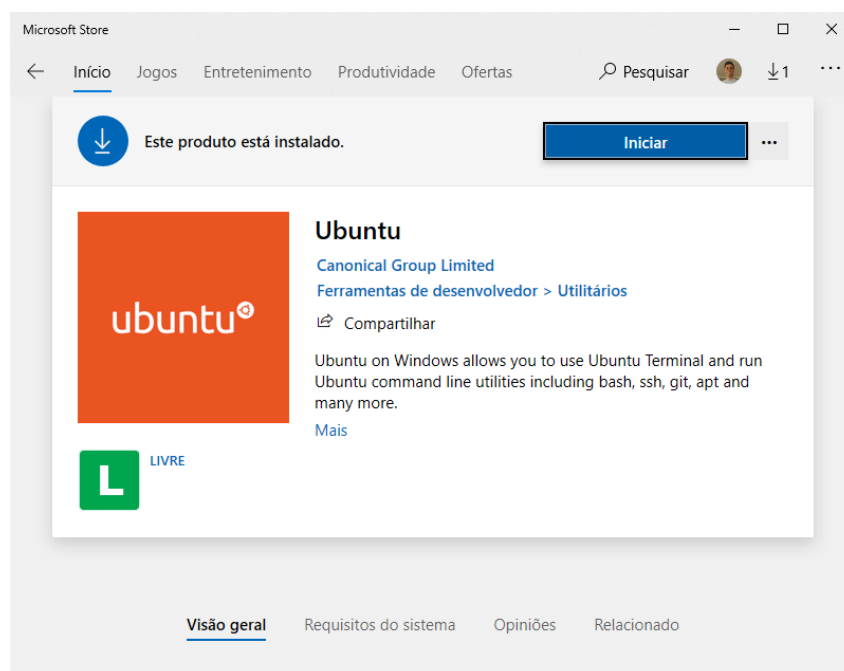 Microsoft Store
Início Jogos Entretenimento Produtividade Ofertas Pesquisar 1
Este produto está instalado. Iniciar
ubuntu
Ubuntu
Canonical Group Limited
Ferramentas de desenvolvedor > Utilitários
Compartilhar
Ubuntu on Windows allows you to use Ubuntu Terminal and run
Ubuntu command line utilities including bash, ssh, git, apt and
many more.
Mais
L LIVRE
Visão geral Requisitos do sistema Opiniões Relacionado